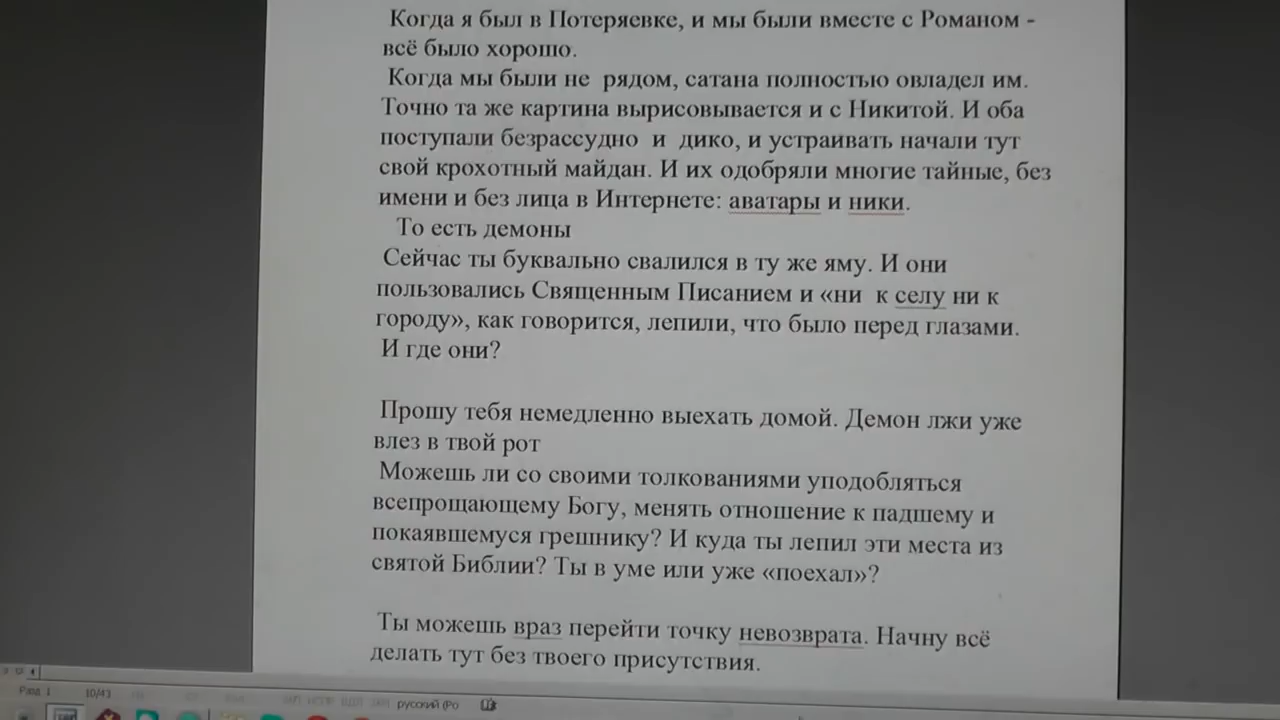 Когда я был в Потеряевке, и мы были вместе с Романом -
всё было хорошо.
Когда мы были не рядом, сатана полностью овладел им.
Точно та же картина вырисовывается и с Никитой. И оба
поступали безрассудно и дико, и устраивать начали тут
свой крохотный майдан. И их одобряли многие тайные, без
имени и без лица в Интернете: аватары и ники.
То есть демоны
Сейчас ты буквально свалился в ту же яму. И они
пользовались Священным Писанием и «ни к селу ни к
городу», как говорится, лепили, что было перед глазами.
И где они?
Прошу тебя немедленно выехать домой. Демон лжи уже
влез в твой рот
Можешь ли со своими толкованиями уподобляться
всепрощающему Богу, менять отношение к падшему и
покаявшемуся грешнику? И куда ты лепил эти места из
святой Библии? Ты в уме или уже «поехал»?
Ты можешь враз перейти точку невозврата. Начну всё
делать тут без твоего присутствия.
Разд 1 10/43 русский (Ро